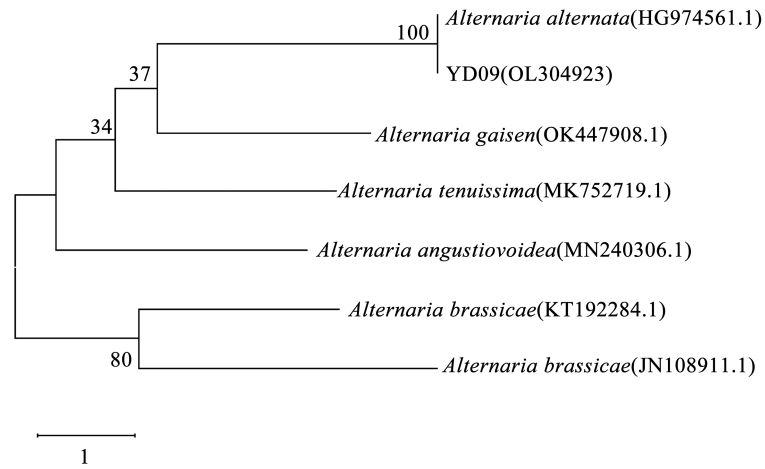 Alternaria alternata(HG974561.1)
100
YD09(OL304923)
37
34
Alternaria gaisen(OK447908.1)
Alternaria tenuissima(MK752719.1)
Alternaria angustiovoidea(MN240306.1)
Alternaria brassicae(KT192284.1)
80
Alternaria brassicae(JN108911.1)
1